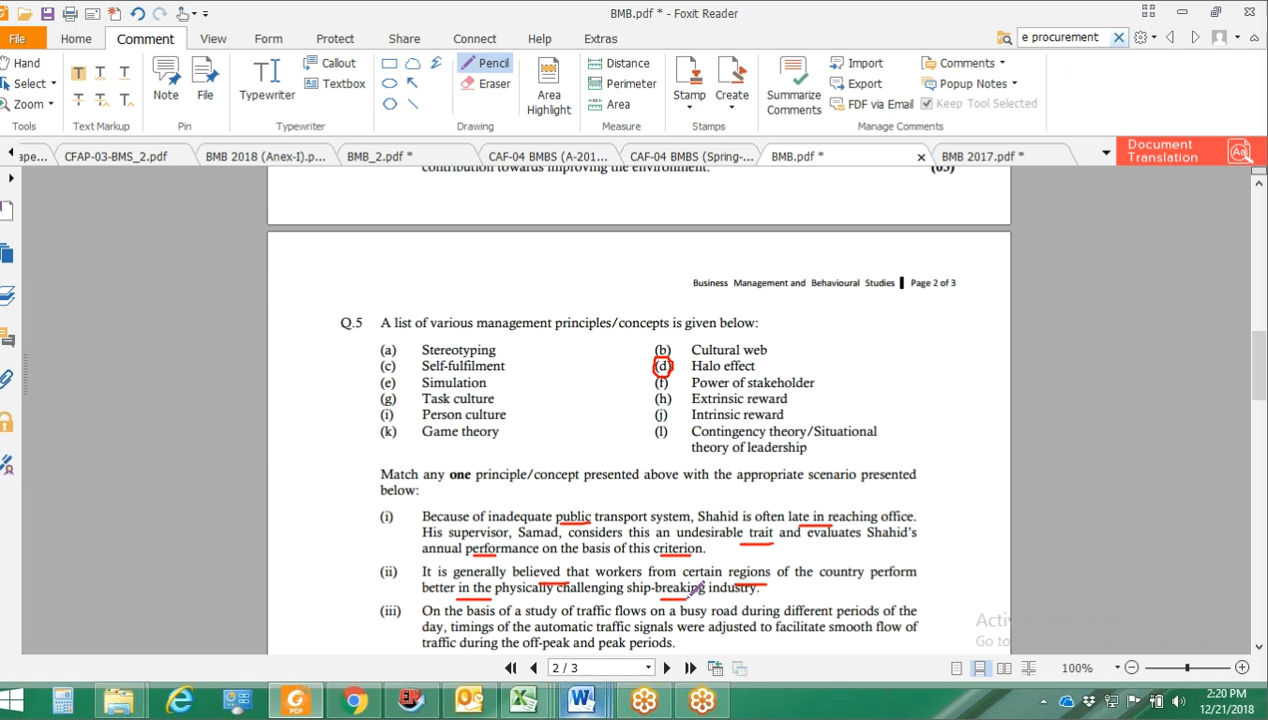 BMB.pdf * - Foxit Reader
File Home Comment View Form Protect Share Connect Help Extras e procurement
Hand Callout Pencil Distance Import Comments
Select Textbox Eraser Perimeter Export Popup Notes
Zoom Note File Typewriter Area Highlight Area Stamp Create Summarize Comments FDF via Email Keep Tool Selected
Tools Text Markup Pin Typewriter Drawing Measure Stamps Manage Comments
ape... CFAP-03-BMS_2.pdf BMB 2018 (Anex-I).p... BMB_2.pdf * CAF-04 BMBS (A-201... CAF-04 BMBS (Spring-... BMB.pdf * BMB 2017.pdf * Document Translation
contribution towards improving the environment. (03)
Business Management and Behavioural Studies Page 2 of 3
Q.5 A list of various management principles/concepts is given below:
(a) Stereotyping (b) Cultural web
(c) Self-fulfilment (d) Halo effect
(e) Simulation (f) Power of stakeholder
(g) Task culture (h) Extrinsic reward
(i) Person culture (j) Intrinsic reward
(k) Game theory (l) Contingency theory/Situational
theory of leadership
Match any one principle/concept presented above with the appropriate scenario presented
below:
(i) Because of inadequate public transport system, Shahid is often late in reaching office.
His supervisor, Samad, considers this an undesirable trait and evaluates Shahid's
annual performance on the basis of this criterion.
(ii) It is generally believed that workers from certain regions of the country perform
better in the physically challenging ship-breaking industry.
(iii) On the basis of a study of traffic flows on a busy road during different periods of the
day, timings of the automatic traffic signals were adjusted to facilitate smooth flow of
traffic during the off-peak and peak periods.
Go to
2 / 3 100%
2:20 PM
12/21/2018